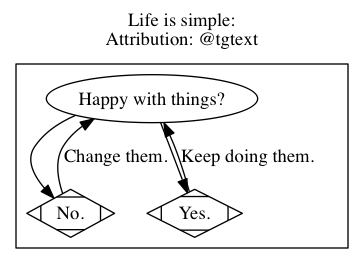 Life is simple:
Attribution: @tgtext
Happy with things?
Change them.
Keep doing them.
No.
Yes.